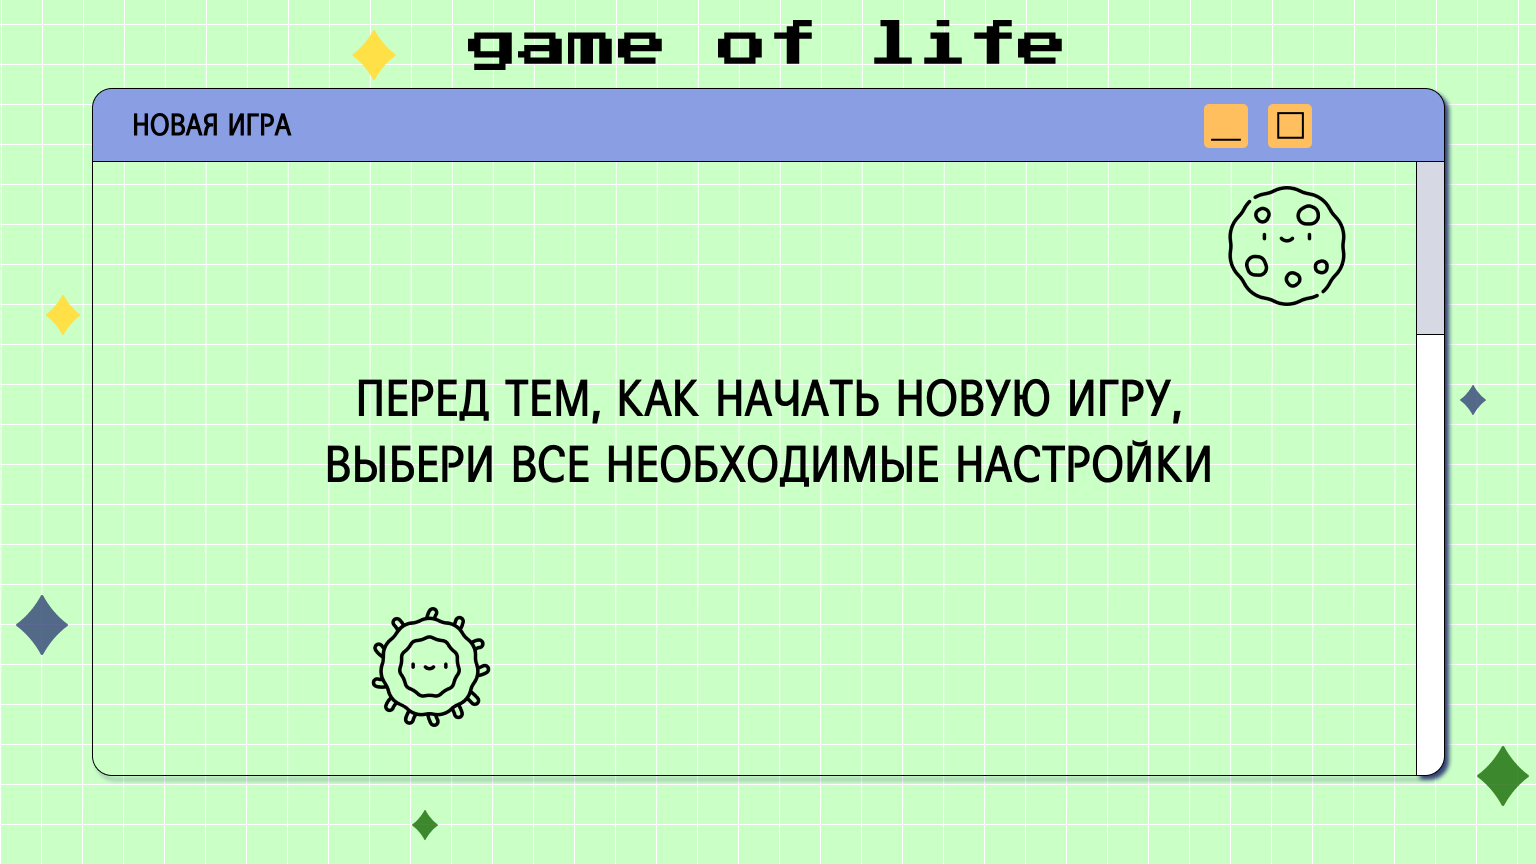 game of life
НОВАЯ ИГРА
ПЕРЕД ТЕМ, КАК НАЧАТЬ НОВУЮ ИГРУ,
ВЫБЕРИ ВСЕ НЕОБХОДИМЫЕ НАСТРОЙКИ